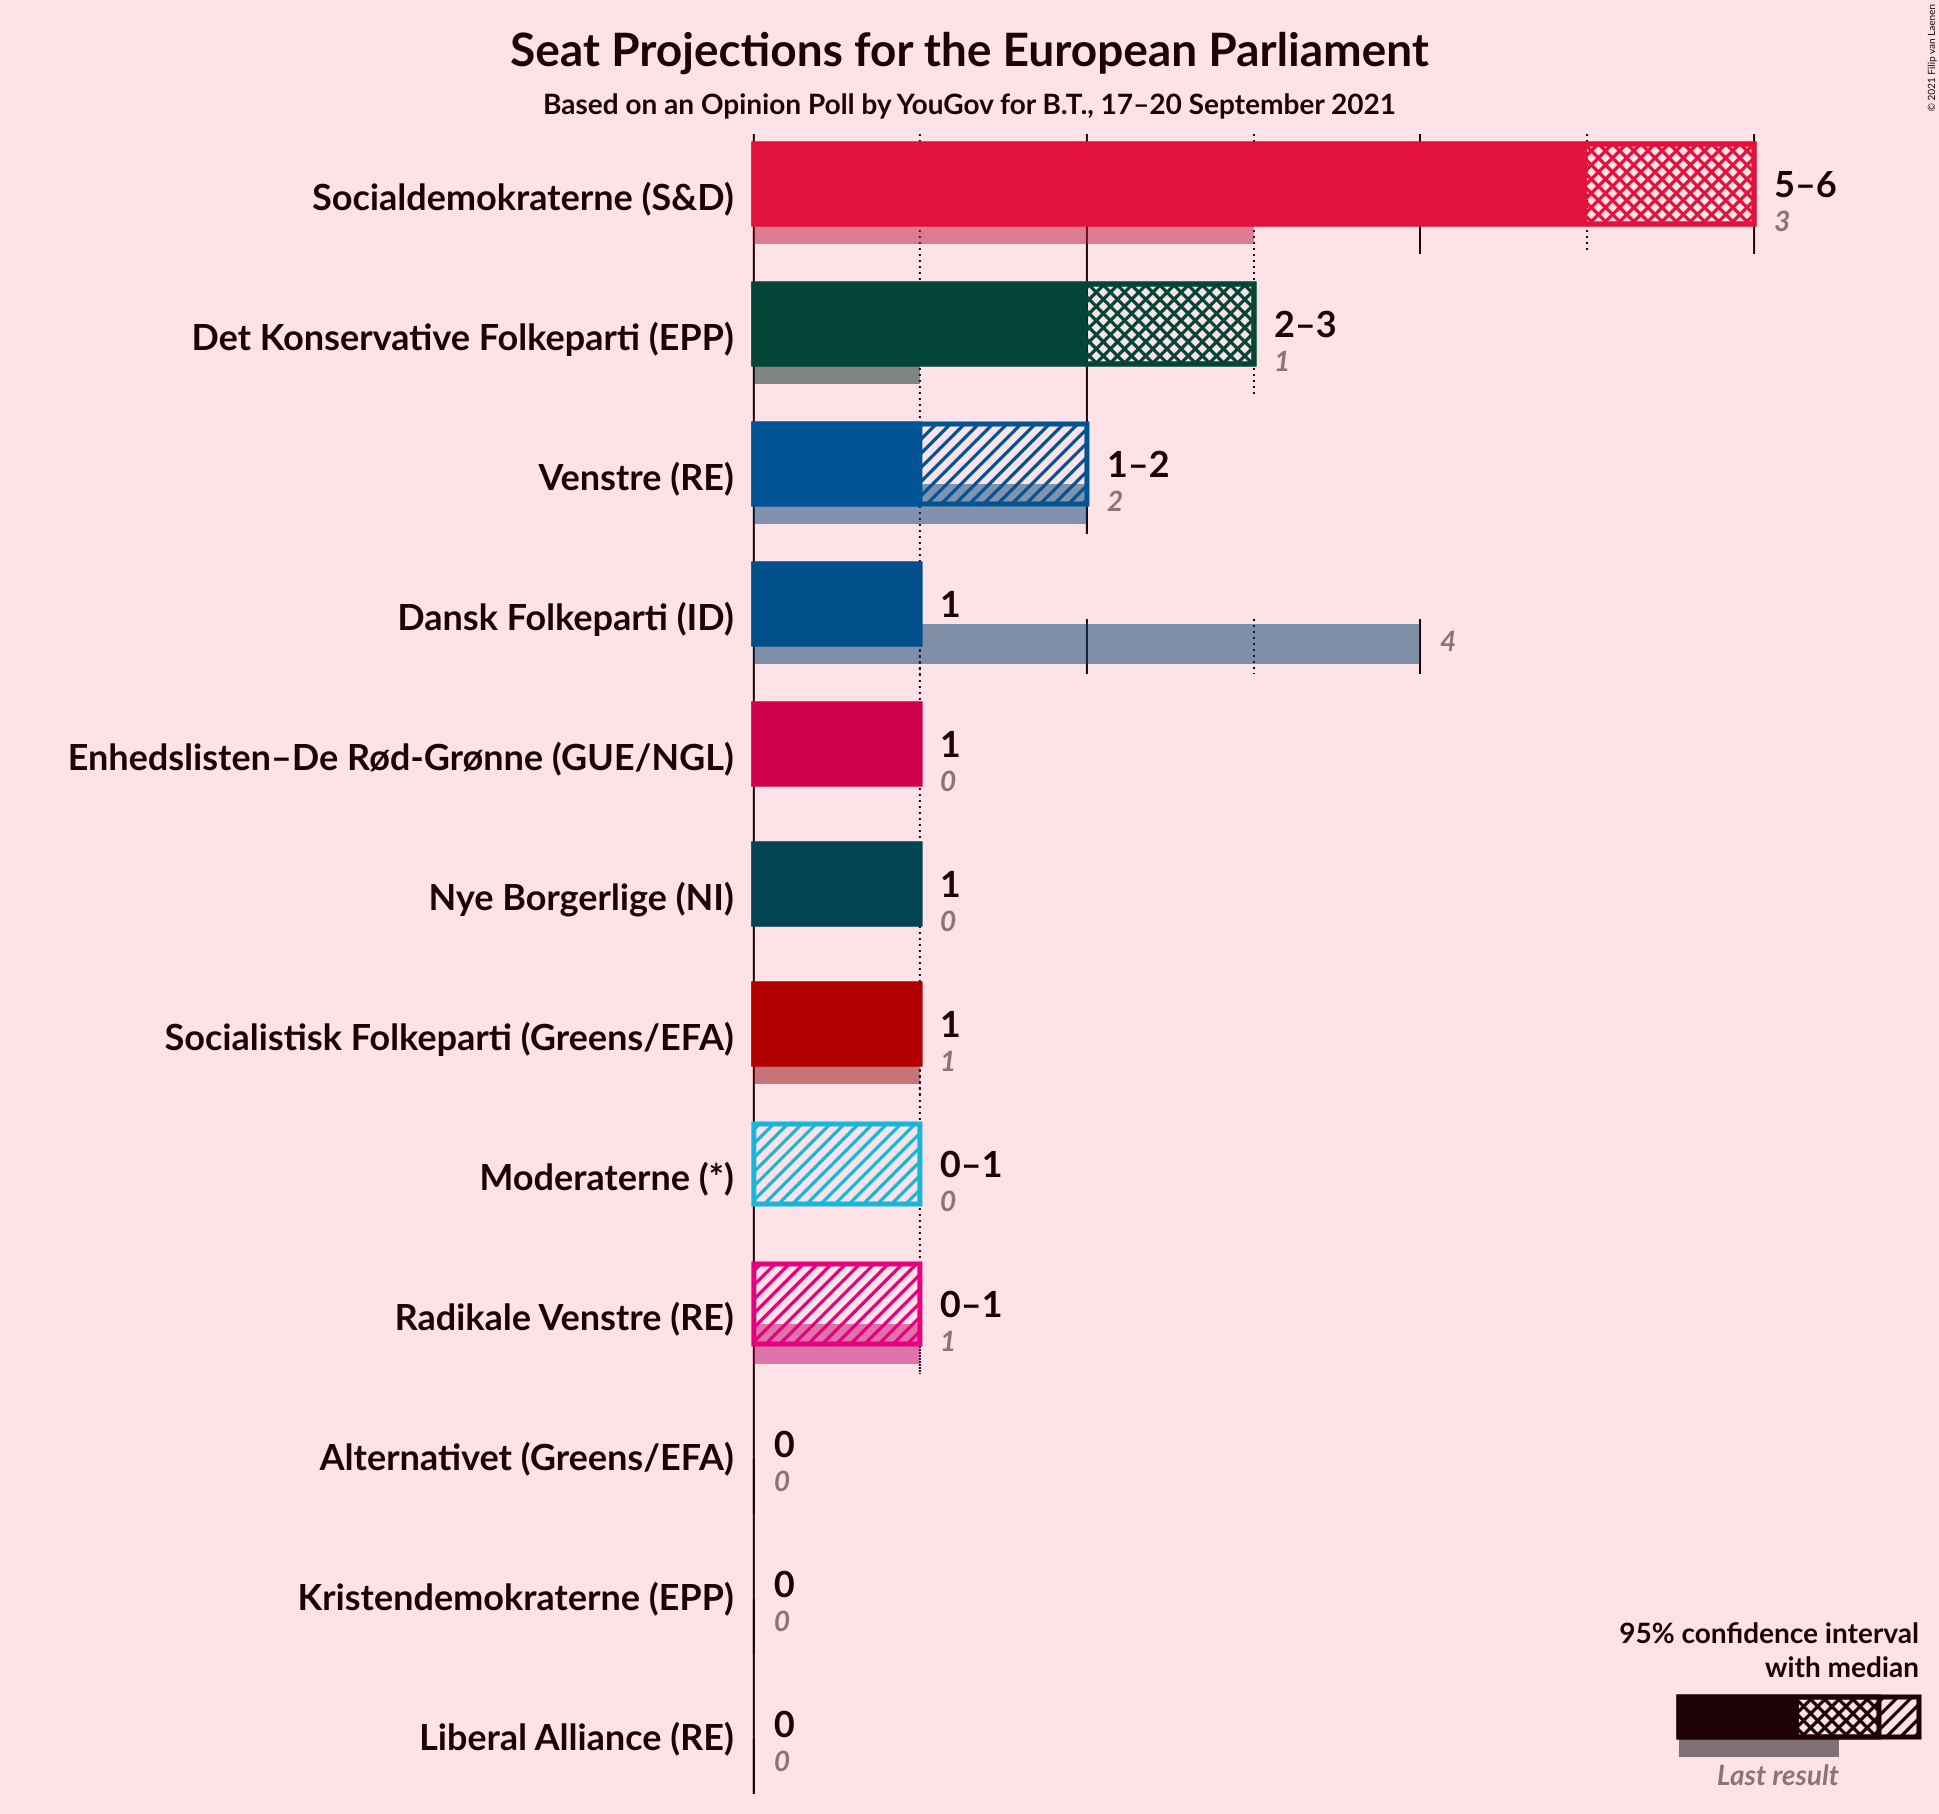 Seat Projections for the European Parliament
Based on an Opinion Poll by YouGov for B.T., 17–20 September 2021
© 2021 Filip van Laenen
Socialdemokraterne (S&D)
5–6
3
Det Konservative Folkeparti (EPP)
2–3
1
Venstre (RE)
1–2
2
Dansk Folkeparti (ID)
1
4
Enhedslisten–De Rød-Grønne (GUE/NGL)
1
0
Nye Borgerlige (NI)
1
0
Socialistisk Folkeparti (Greens/EFA)
1
1
Moderaterne (*)
0–1
0
Radikale Venstre (RE)
0–1
1
Alternativet (Greens/EFA)
0
0
Kristendemokraterne (EPP)
0
0
Liberal Alliance (RE)
0
0
95% confidence interval
with median
Last result